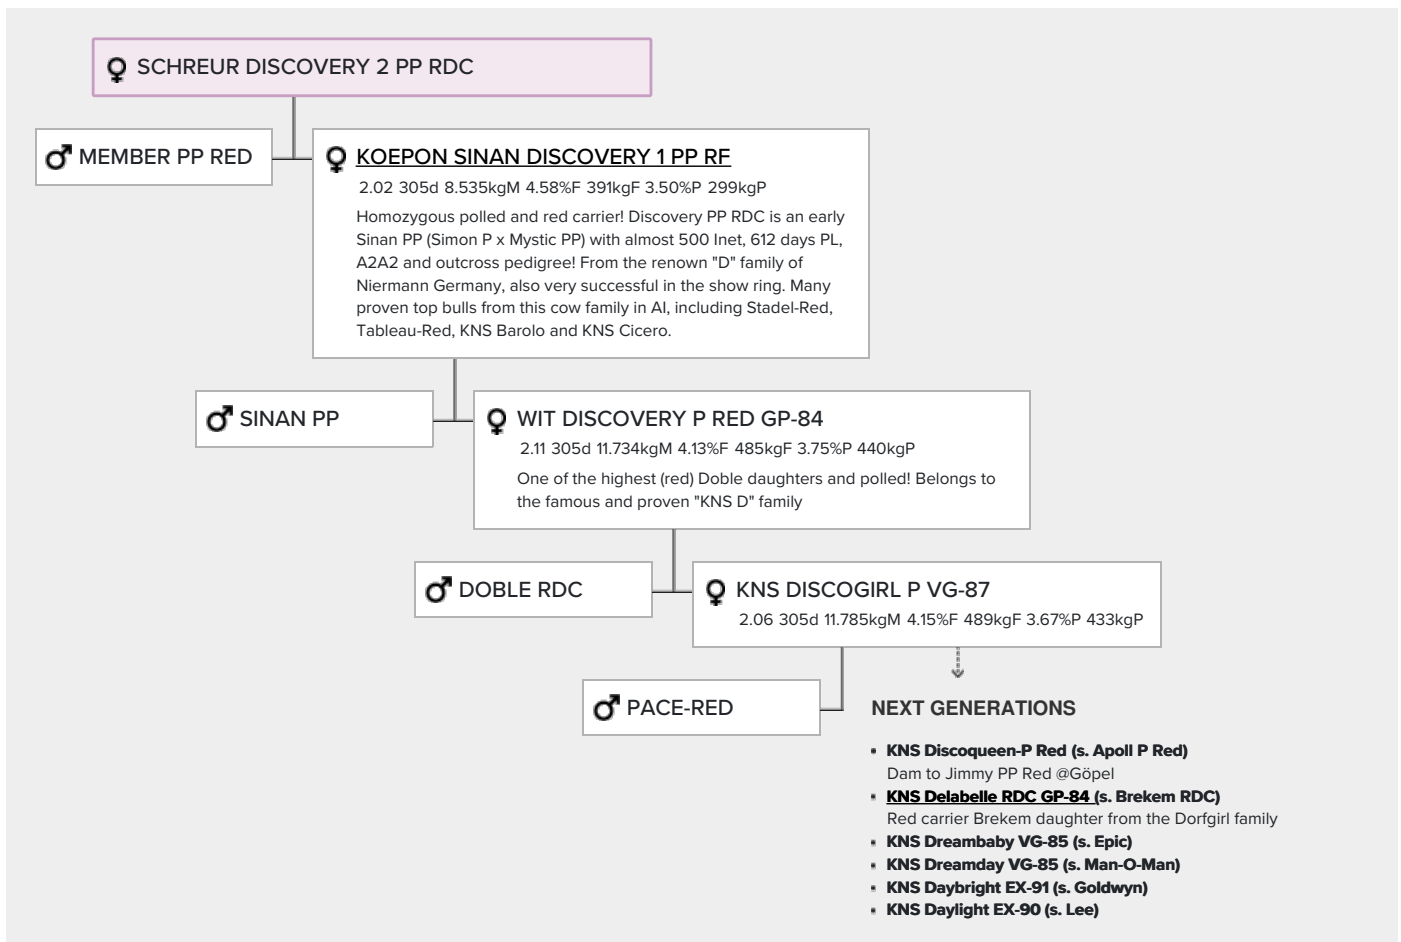 SCHREUR DISCOVERY 2 PP RDC
MEMBER PP RED
KOEPON SINAN DISCOVERY 1 PP RF
2.02 305d 8.535kgM 4.58%F 391kgF 3.50%P 299kgP
Homozygous polled and red carrier! Discovery PP RDC is an early
Sinan PP (Simon P x Mystic PP) with almost 500 Inet, 612 days PL,
A2A2 and outcross pedigree! From the renown "D" family of
Niermann Germany, also very successful in the show ring. Many
proven top bulls from this cow family in AI, including Stadel-Red,
Tableau-Red, KNS Barolo and KNS Cicero.
SINAN PP
WIT DISCOVERY P RED GP-84
2.11 305d 11.734kgM 4.13%F 485kgF 3.75%P 440kgP
One of the highest (red) Doble daughters and polled! Belongs to
the famous and proven "KNS D" family
DOBLE RDC
KNS DISCOGIRL P VG-87
2.06 305d 11.785kgM 4.15%F 489kgF 3.67%P 433kgP
PACE-RED
NEXT GENERATIONS
KNS Discoqueen-P Red (s. Apoll P Red)
Dam to Jimmy PP Red @Göpel
KNS Delabelle RDC GP-84 (s. Brekem RDC)
Red carrier Brekem daughter from the Dorfgirl family
KNS Dreambaby VG-85 (s. Epic)
KNS Dreamday VG-85 (s. Man-O-Man)
KNS Daybright EX-91 (s. Goldwyn)
KNS Daylight EX-90 (s. Lee)